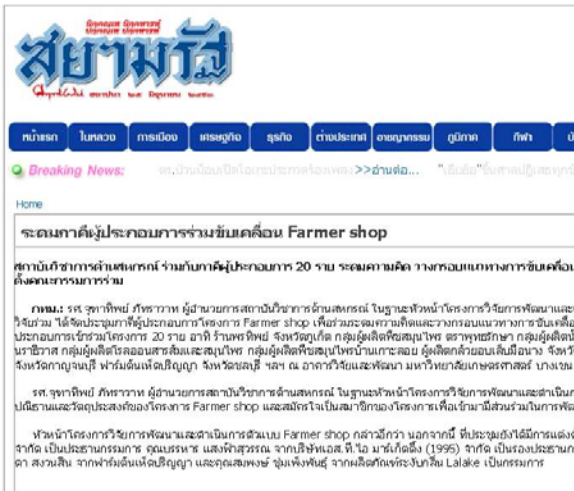 สยามรัฐ
หน้าแรก ในหลวง การเมือง เศรษฐกิจ ธุรกิจ ต่างประเทศ อาชญากรรม ภูมิภาค กีฬา
Breaking News: >>อ่านต่อ...
Home
ระดมภาคีผู้ประกอบการร่วมขับเคลื่อน Farmer shop
สถาบันวิชาการด้านสหกรณ์ ร่วมกับภาคีผู้ประกอบการ 20 ราย ระดมความคิด วางกรอบแนวทางการขับเคลื่อน
ตั้งคณะกรรมการร่วม
กทม.: รศ.จุฑาทิพย์ ภัทราวาท ผู้อำนวยการสถาบันวิชาการด้านสหกรณ์ ในฐานะหัวหน้าโครงการวิจัยการพัฒนาและ
วิจัยร่วม ได้จัดประชุมภาคีผู้ประกอบการโครงการ Farmer shop เพื่อร่วมระดมความคิดและวางกรอบแนวทางการขับเคลื่อ
ประกอบการเข้าร่วมโครงการ 20 ราย อาทิ ร้านพรทิพย์ จังหวัดภูเก็ต กลุ่มผู้ผลิตพืชสมุนไพร ตราพุทธรักษา กลุ่มผู้ผลิต
นราธิวาส กลุ่มผู้ผลิตโรลออนสารส้มและสมุนไพร กลุ่มผู้ผลิตพืชสมุนไพรบ้านเกาะลอย ผู้ผลิตกล้วยอบเล็บมือนาง
จังหวัดกาญจนบุรี ฟาร์มต้นเห็ดปริญญา จังหวัดชลบุรี ฯลฯ ณ อาคารวิจัยและพัฒนา มหาวิทยาลัยเกษตรศาสตร์ บางเขน
รศ.จุฑาทิพย์ ภัทราวาท ผู้อำนวยการสถาบันวิชาการด้านสหกรณ์ ในฐานะหัวหน้าโครงการวิจัยการพัฒนาและดำเนินก
ปณิธานและวัตถุประสงค์ของโครงการ Farmer shop และสมัครใจเป็นสมาชิกของโครงการเพื่อเข้ามามีส่วนร่วมในการพัฒ
หัวหน้าโครงการวิจัยการพัฒนาและดำเนินการตัวแบบ Farmer shop กล่าวอีกว่า นอกจากนี้ ที่ประชุมยังได้มีการแต่งตั้
จำกัด เป็นประธานกรรมการ คุณบรรหาร แสงฟ้าสุวรรณ จากบริษัทเอส.ที.ไอ มาร์เก็ตติ้ง (1995) จำกัด เป็นรองประธานก
ดา สงวนสิน จากฟาร์มต้นเห็ดปริญญา และคุณสมพงษ์ ชุ่มเพ็งพันธุ์ จากผลิตภัณฑ์ระงับกลิ่น Lalake เป็นกรรมการ